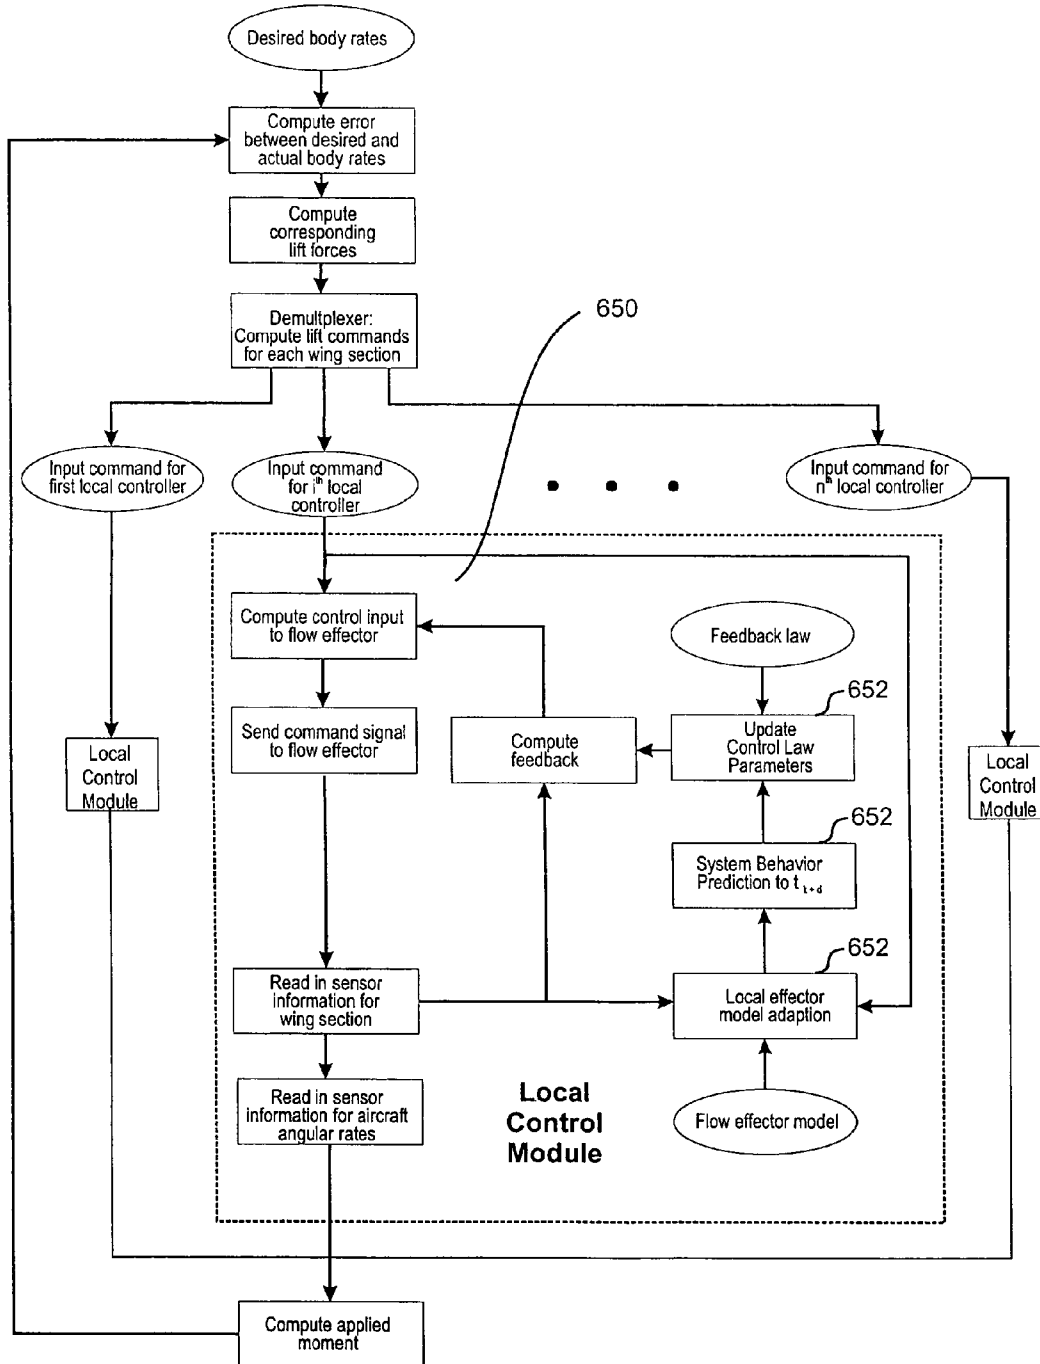 Desired body rates
Compute error
between desired and
actual body rates
Compute
corresponding
lift forces
Demultplexer:
Compute lift commands
for each wing section
650
Input command for
first local controller
Input command
for ith local
controller
Input command for
nth local controller
Compute control input
to flow effector
Feedback law
652
Send command signal
to flow effector
Compute
feedback
Update
Control Law
Parameters
Local
Control
Module
Local
Control
Module
652
System Behavior
Prediction to t k+d
652
Read in sensor
information for
wing section
Local effector
model adaption
Read in sensor
information for aircraft
angular rates
Local
Control
Module
Flow effector model
Compute applied
moment